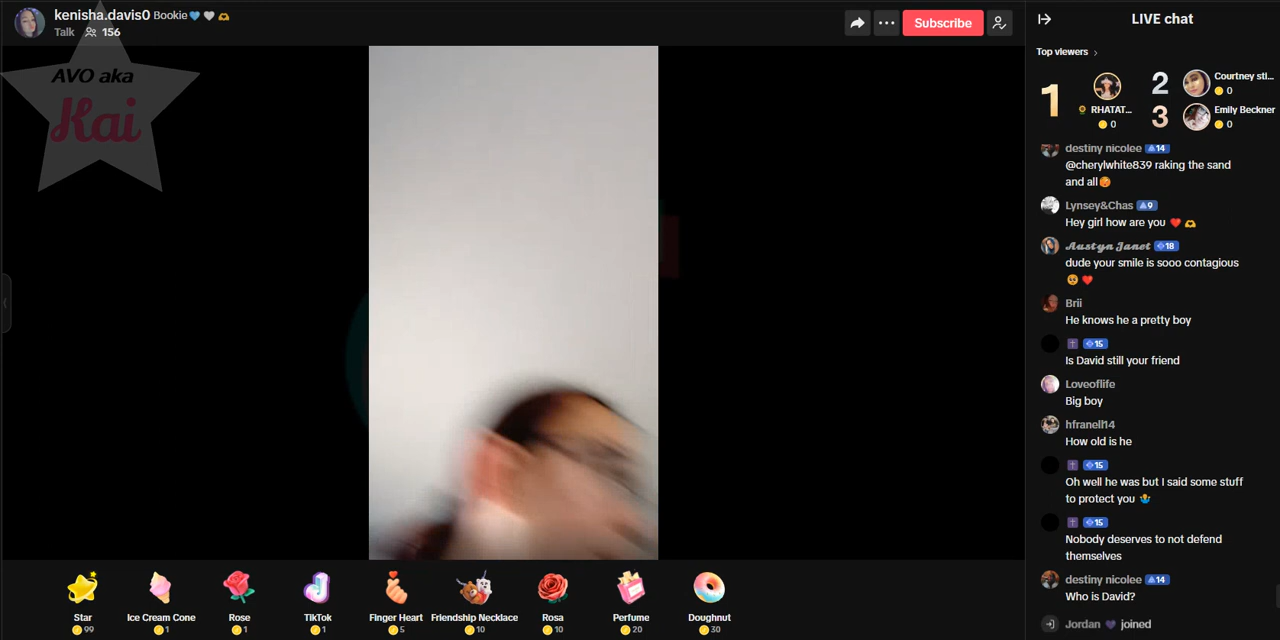 kenisha.davis0 Bookie💙🤍🫶
Talk 156
Subscribe
AVO aka
Kai
LIVE chat
Top viewers >
1
RHATAT...
0
2
Courtney sti...
0
3
Emily Beckner
0
destiny nicolee 14
@cherylwhite839 raking the sand
and all🥵
Lynsey&Chas 9
Hey girl how are you ❤️ 🫶
𝓐𝓾𝓼𝓽𝔂𝓷 𝓙𝓪𝓷𝓮𝓽 18
dude your smile is sooo contagious
🥺 ❤️
Brii
He knows he a pretty boy
✝️ 15
Is David still your friend
Loveoflife
Big boy
hfranell14
How old is he
✝️ 15
Oh well he was but I said some stuff
to protect you 🤷‍♂️
✝️ 15
Nobody deserves to not defend
themselves
destiny nicolee 14
Who is David?
Jordan 💜 joined
Star
99
Ice Cream Cone
1
Rose
1
TikTok
1
Finger Heart
5
Friendship Necklace
10
Rosa
10
Perfume
20
Doughnut
30